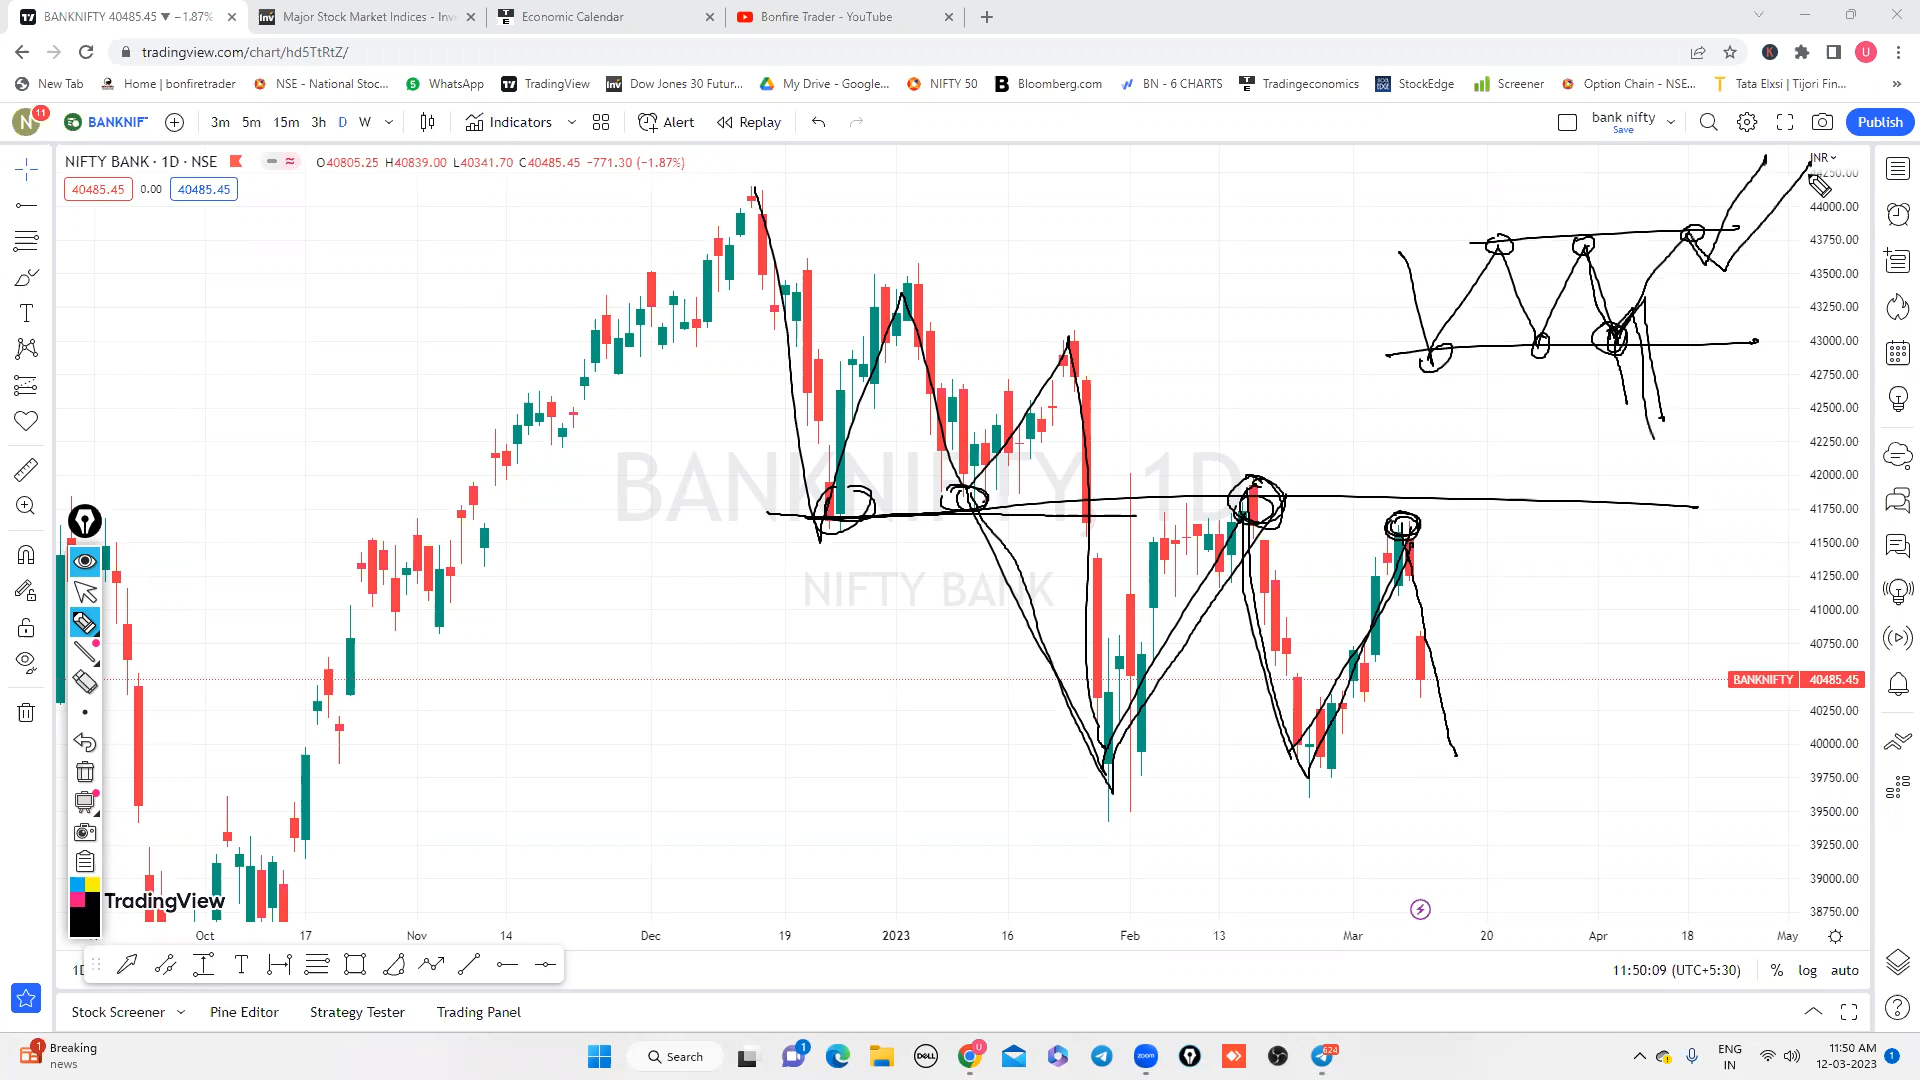 BANKNIFTY 40485.45 ▼ −1.87%
Major Stock Market Indices - Inve
Economic Calendar
Bonfire Trader - YouTube
tradingview.com/chart/hd5TtRtZ/
New Tab
Home | bonfiretrader
NSE - National Stoc...
WhatsApp
TradingView
Dow Jones 30 Futur...
My Drive - Google...
NIFTY 50
Bloomberg.com
BN - 6 CHARTS
Tradingeconomics
StockEdge
Screener
Option Chain - NSE...
Tata Elxsi | Tijori Fin...
N 11
BANKNIF
3m 5m 15m 3h D W
Indicators
Alert
Replay
bank nifty
Save
Publish
NIFTY BANK · 1D · NSE
O40805.25 H40839.00 L40341.70 C40485.45 −771.30 (−1.87%)
40485.45 0.00 40485.45
INR
44250.00
44000.00
43750.00
43500.00
43250.00
43000.00
42750.00
42500.00
42250.00
42000.00
41750.00
41500.00
41250.00
41000.00
40750.00
BANKNIFTY 40485.45
40250.00
40000.00
39750.00
39500.00
39250.00
39000.00
38750.00
BANKNIFTY, 1D
NIFTY BANK
TradingView
Oct 17 Nov 14 Dec 19 2023 16 Feb 13 Mar 20 Apr 18 May
11:50:09 (UTC+5:30) % log auto
Stock Screener Pine Editor Strategy Tester Trading Panel
Breaking
news
Search
DELL
zoom
624
ENG
IN
11:50 AM
12-03-2023